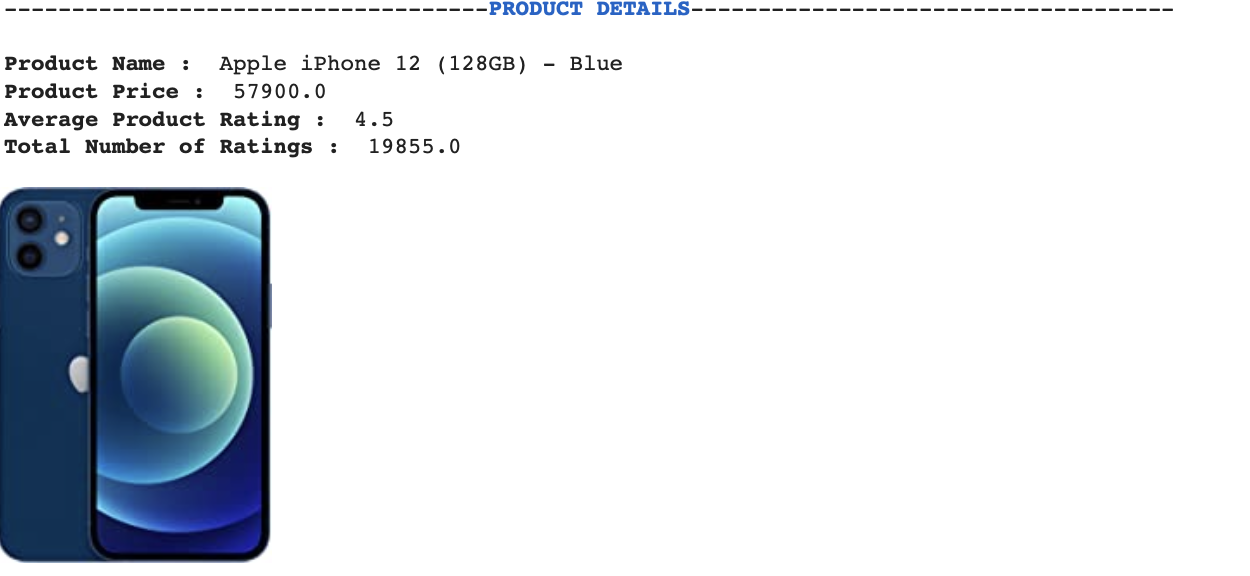 ------------------------------------PRODUCT DETAILS------------------------------------
Product Name :  Apple iPhone 12 (128GB) - Blue
Product Price :  57900.0
Average Product Rating :  4.5
Total Number of Ratings :  19855.0